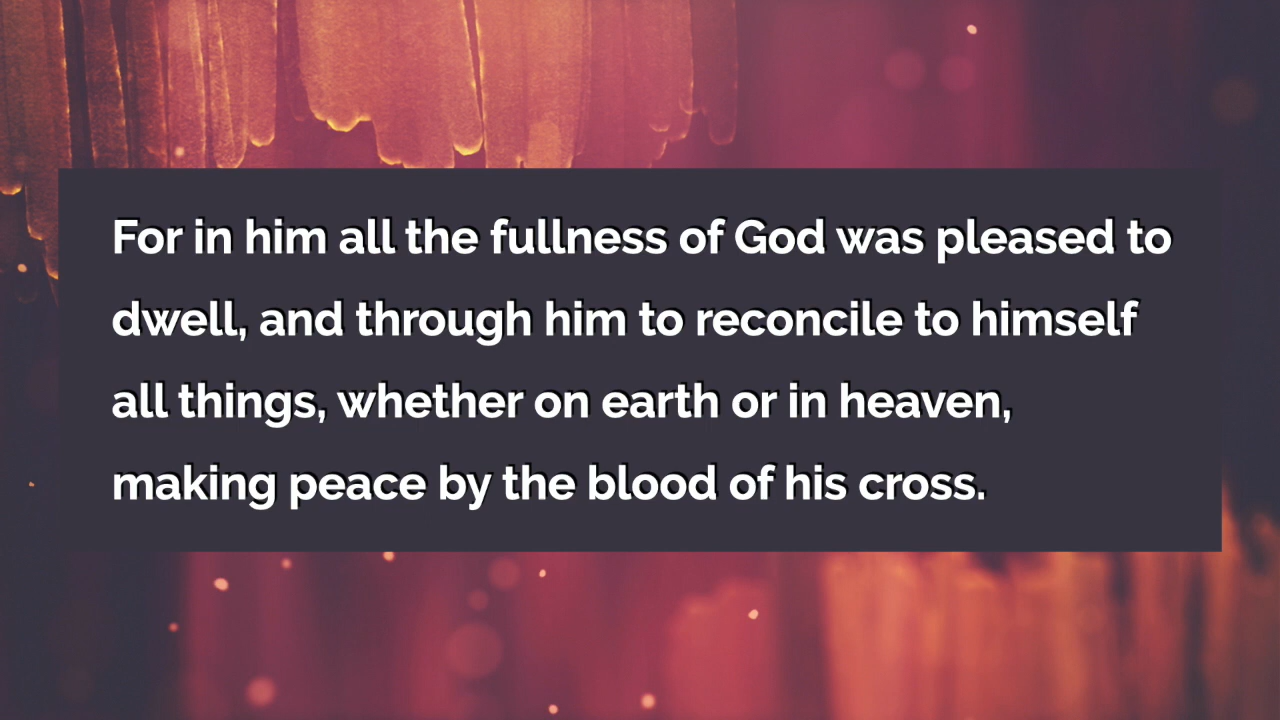 For in him all the fullness of God was pleased to
dwell, and through him to reconcile to himself
all things, whether on earth or in heaven,
making peace by the blood of his cross.